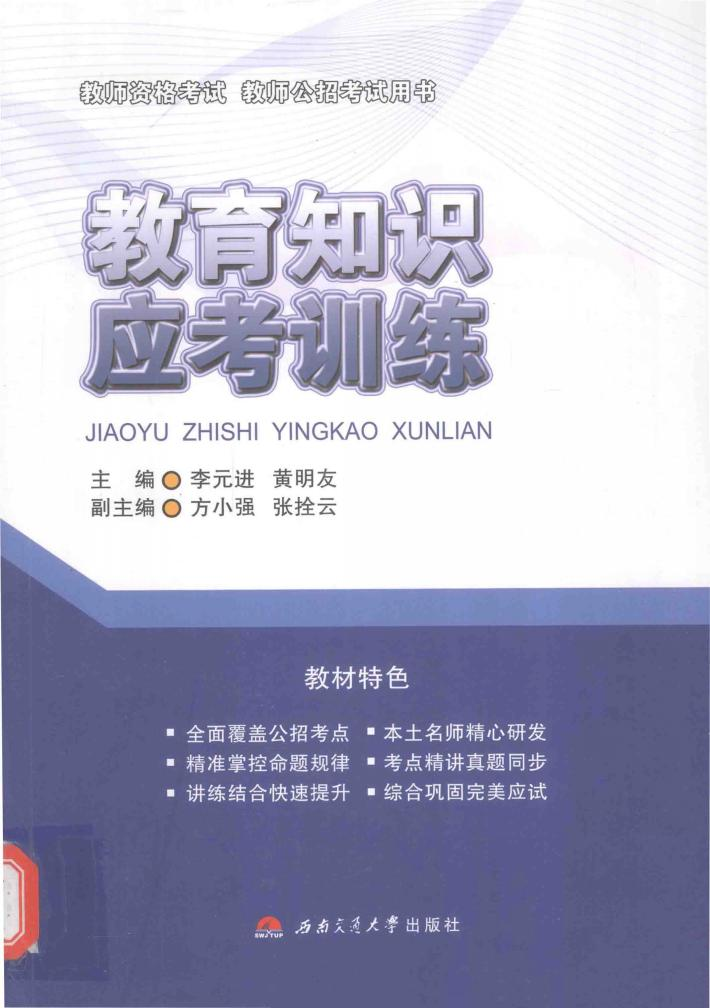 教师资格考试 教师公招考试用书
教育知识
应考训练
JIAOYU ZHISHI YINGKAO XUNLIAN
主 编 李元进 黄明友
副主编 方小强 张拴云
教材特色
▪ 全面覆盖公招考点 ▪ 本土名师精心研发
▪ 精准掌控命题规律 ▪ 考点精讲真题同步
▪ 讲练结合快速提升 ▪ 综合巩固完美应试
SWJTUP 西南交通大学出版社